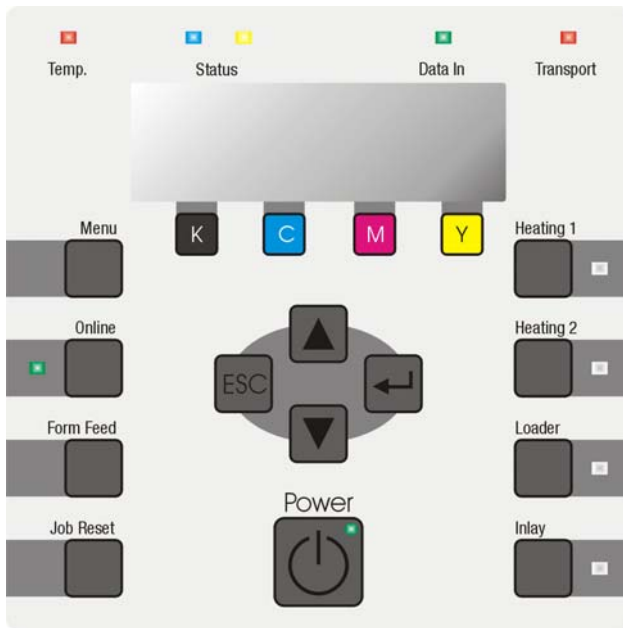 Temp. Status Data In Transport
K C M Y
Menu
Heating 1
Online
Heating 2
ESC
Form Feed
Loader
Power
Job Reset
Inlay